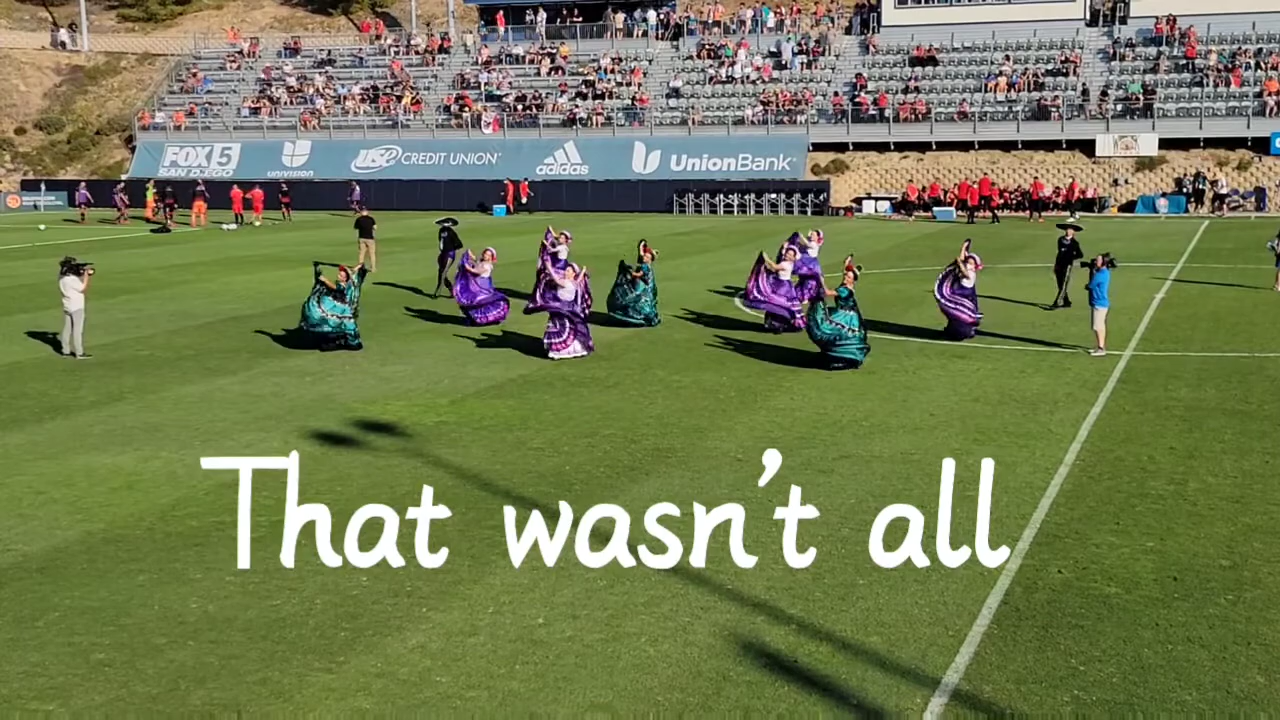 FOX 5
SAN DIEGO
UNIVISION
USE CREDIT UNION
adidas
UnionBank
That wasn't all